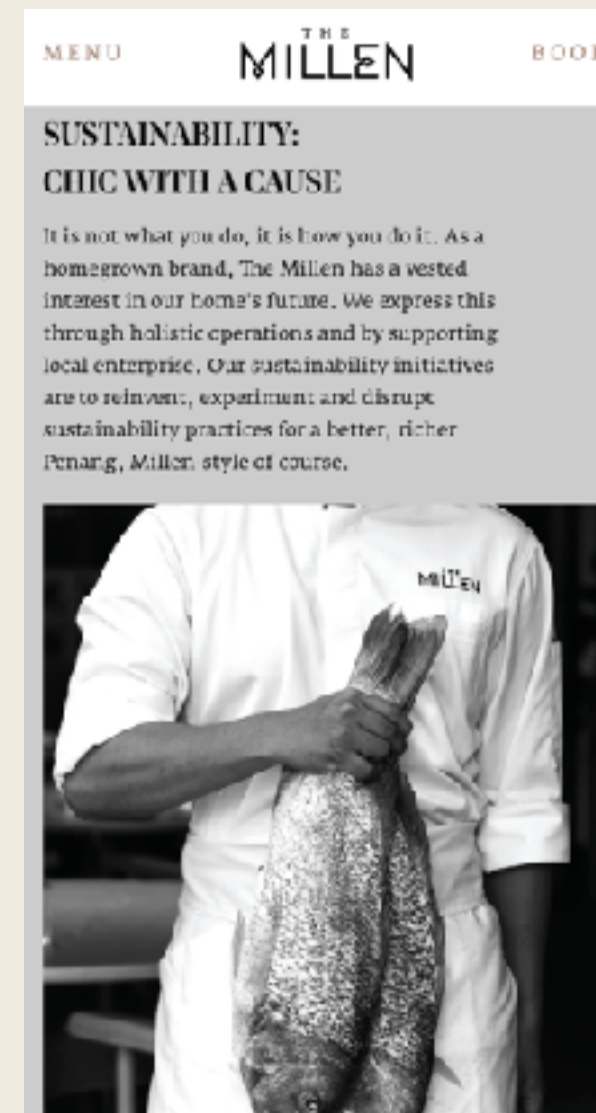 MENU
THE
MILLEN
BOOK
SUSTAINABILITY:
CHIC WITH A CAUSE
It is not what you do, it is how you do it. As a
homegrown brand, The Millen has a vested
interest in our home's future. We express this
through holistic operations and by supporting
local enterprise. Our sustainability initiatives
are to reinvent, experiment and disrupt
sustainability practices for a better, richer
Penang, Millen style of course.
MILLEN